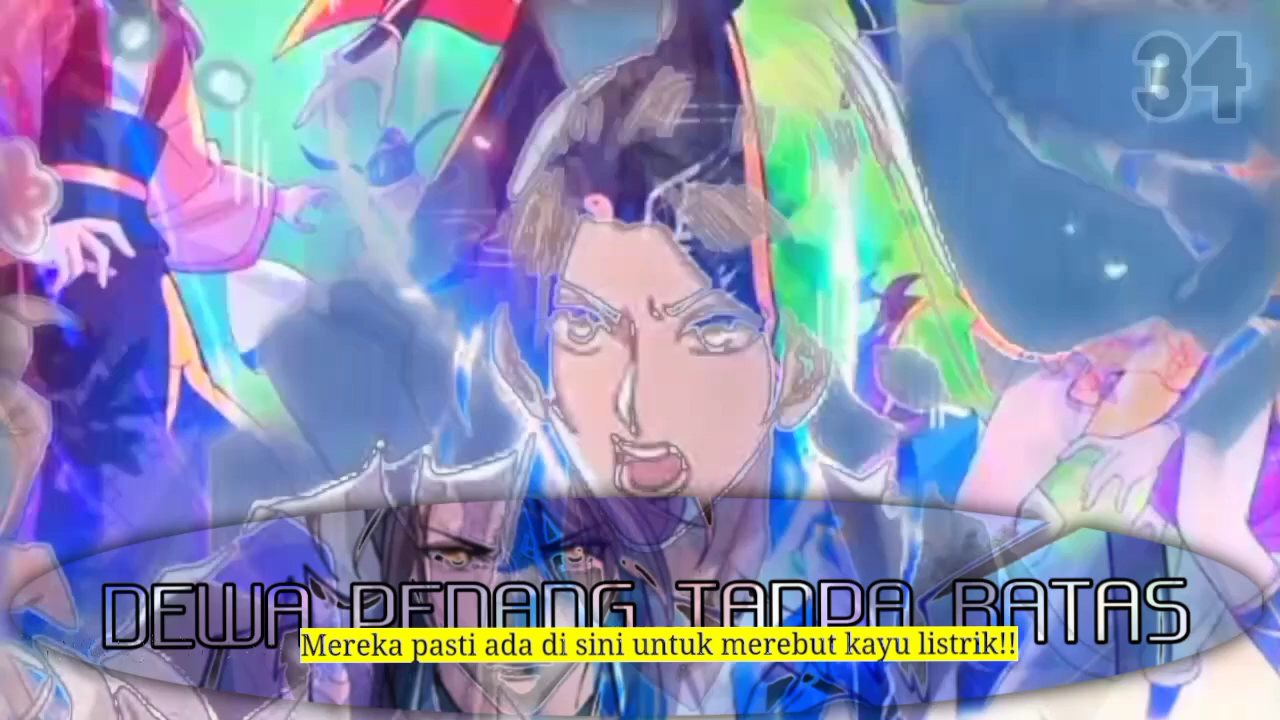 34
DEWA PEDANG TANPA BATAS
Mereka pasti ada di sini untuk merebut kayu listrik!!